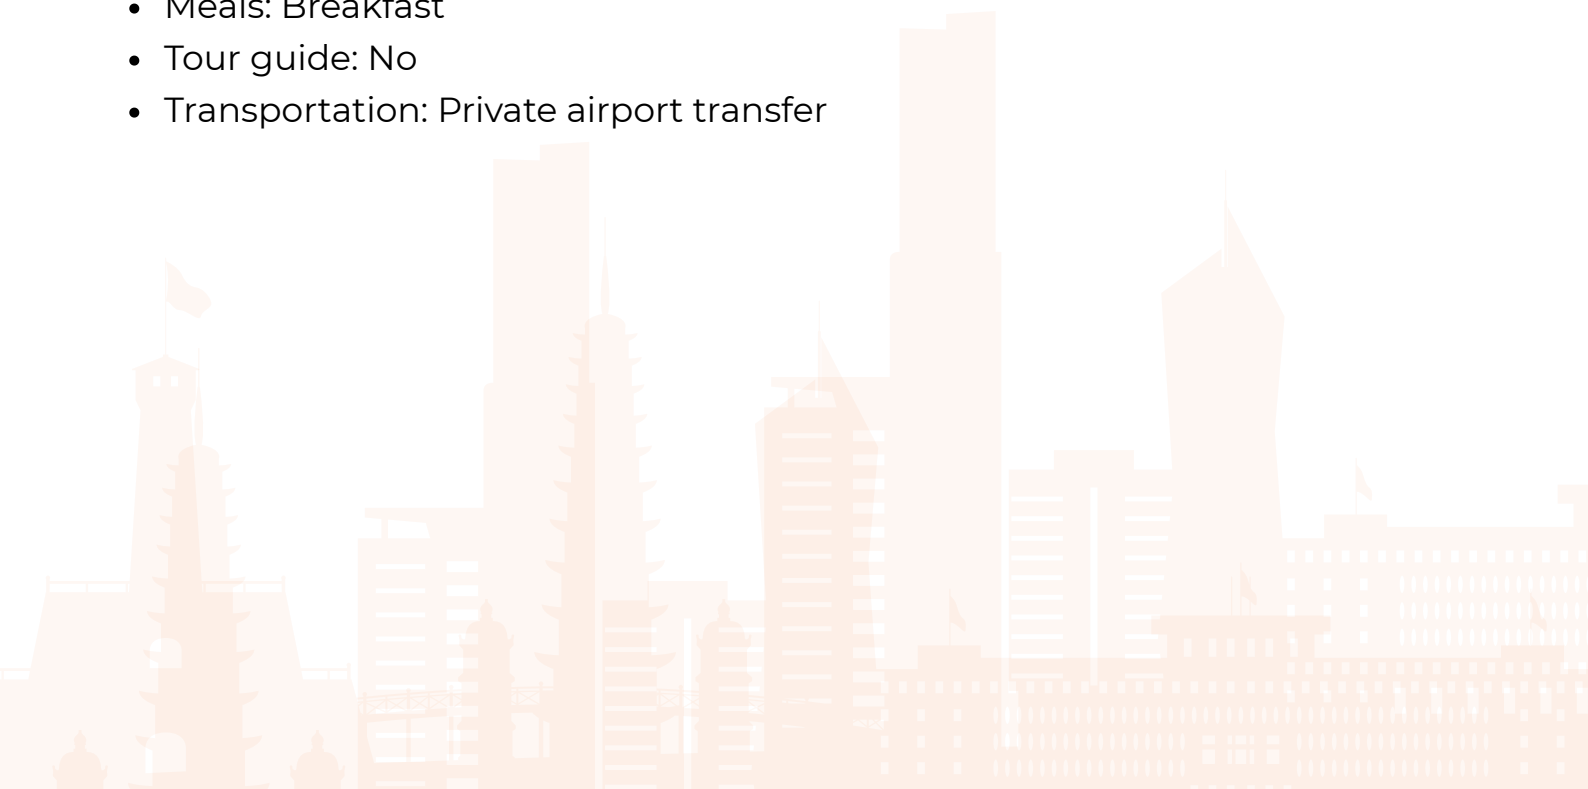 • Meals: Breakfast
• Tour guide: No
• Transportation: Private airport transfer